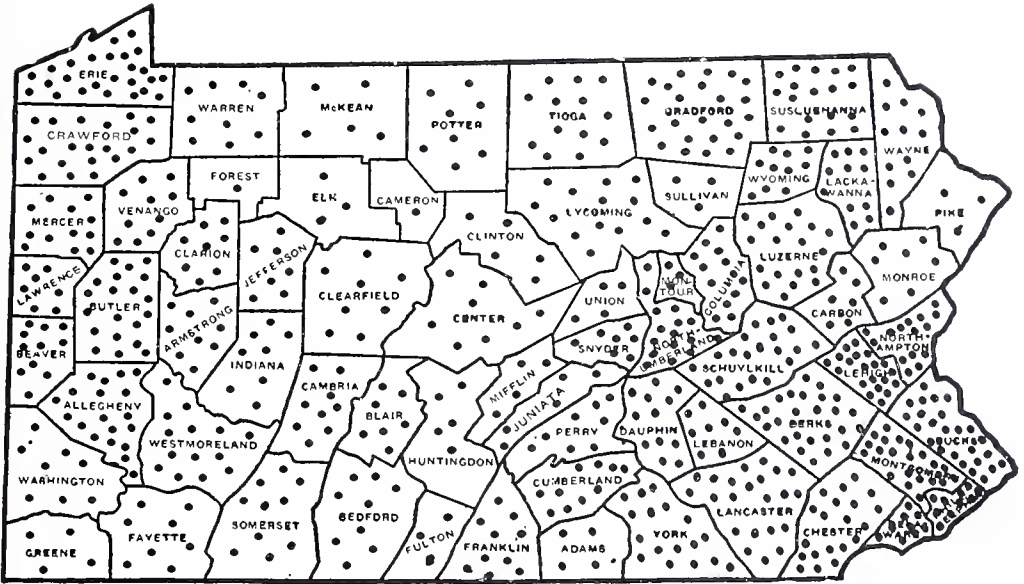 ERIE
WARREN
McKEAN
POTTER
TIOGA
BRADFORD
SUSQUEHANNA
CRAWFORD
WAYNE
FOREST
ELK
CAMERON
SULLIVAN
WYOMING
LACKA-
WANNA
MERCER
VENANGO
LYCOMING
PIKE
CLARION
JEFFERSON
CLINTON
LUZERNE
LAWRENCE
MONROE
BUTLER
CLEARFIELD
CENTER
UNION
MON-
TOUR
COLUMBIA
CARBON
ARMSTRONG
BEAVER
INDIANA
SNYDER
NORTH-
UMBERLAND
NORTH-
AMPTON
SCHUYLKILL
LEHIGH
CAMBRIA
MIFFLIN
JUNIATA
ALLEGHENY
BLAIR
PERRY
DAUPHIN
LEBANON
BERKS
BUCKS
WESTMORELAND
HUNTINGDON
MONTGOMERY
WASHINGTON
CUMBERLAND
LANCASTER
GREENE
FAYETTE
SOMERSET
BEDFORD
FULTON
FRANKLIN
ADAMS
YORK
CHESTER
DELA-
WARE